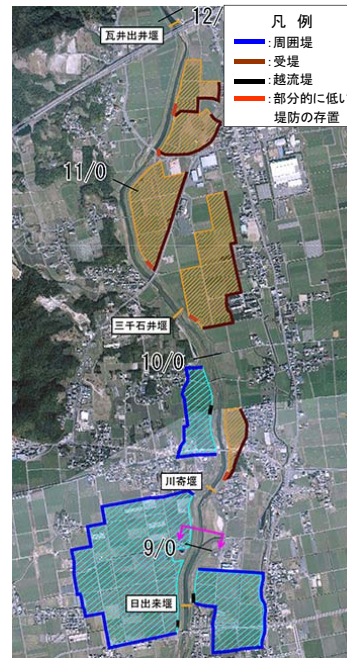 12/
瓦井出井堰
凡 例
:周囲堤
:受堤
:越流堤
:部分的に低い
堤防の存置
11/0
三千石井堰
10/0
川寄堰
9/0
日出来堰